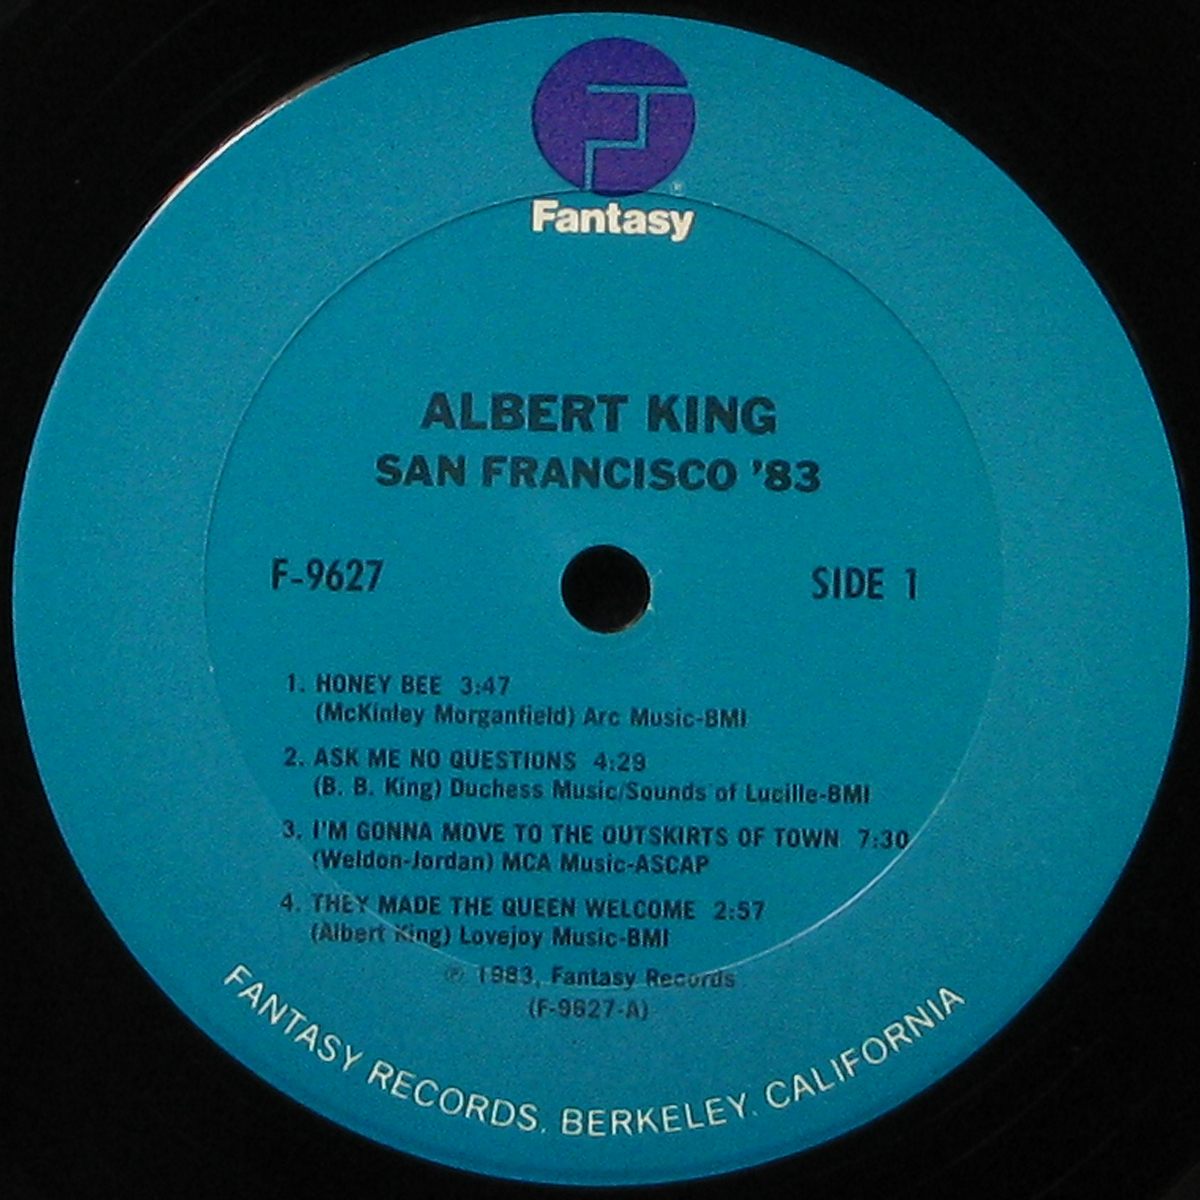 ®
Fantasy
ALBERT KING
SAN FRANCISCO '83
F-9627
SIDE 1
1. HONEY BEE 3:47
(McKinley Morganfield) Arc Music-BMI
2. ASK ME NO QUESTIONS 4:29
(B. B. King) Duchess Music/Sounds of Lucille-BMI
3. I'M GONNA MOVE TO THE OUTSKIRTS OF TOWN 7:30
(Weldon-Jordan) MCA Music-ASCAP
4. THEY MADE THE QUEEN WELCOME 2:57
(Albert King) Lovejoy Music-BMI
℗ 1983, Fantasy Records
(F-9627-A)
FANTASY RECORDS, BERKELEY, CALIFORNIA